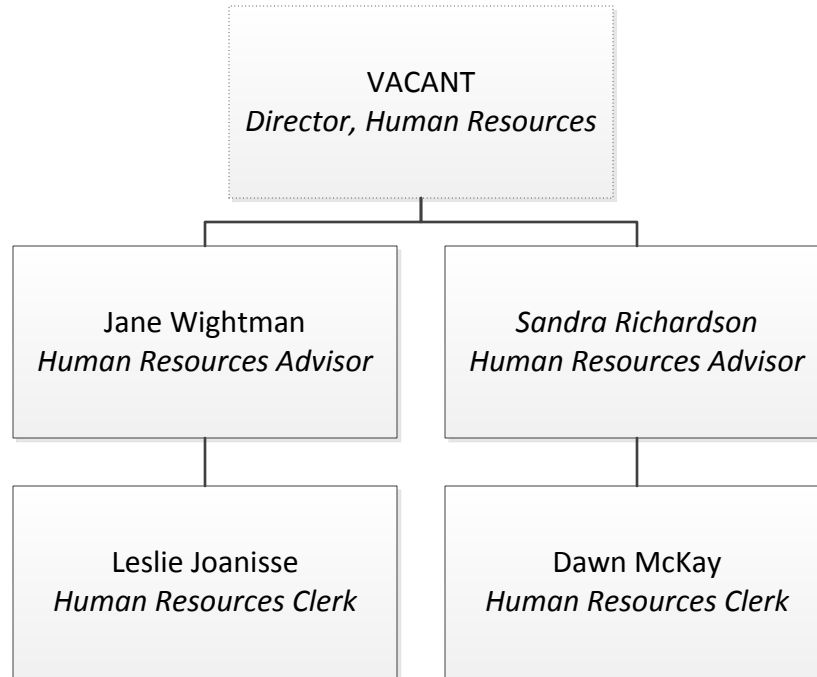 VACANT
Director, Human Resources
Jane Wightman
Human Resources Advisor
Sandra Richardson
Human Resources Advisor
Leslie Joanisse
Human Resources Clerk
Dawn McKay
Human Resources Clerk